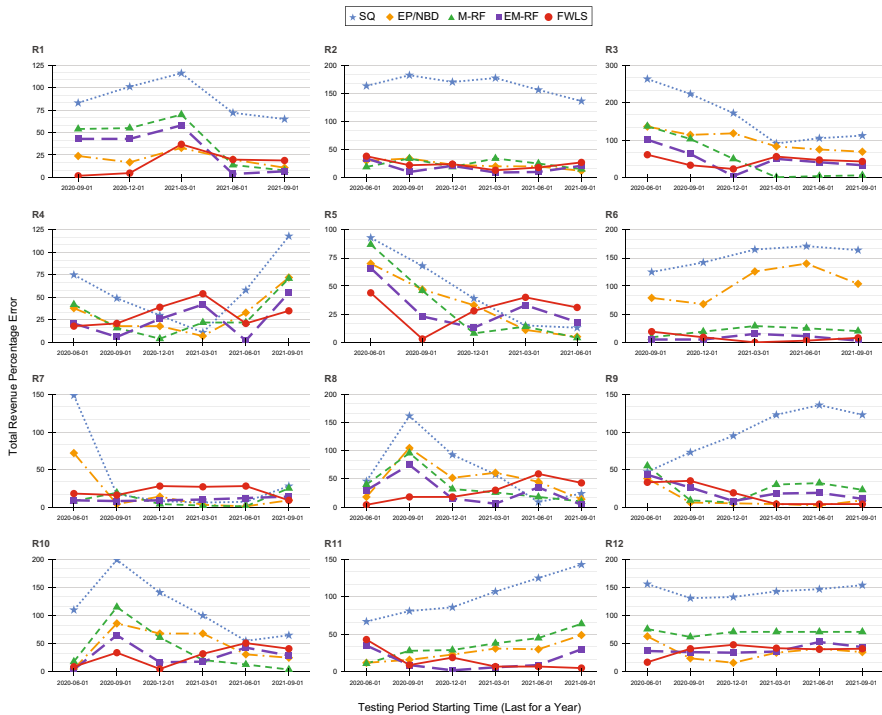 SQ EP/NBD M-RF EM-RF FWLS
R1 R2 R3
125 100 75 50 25 0
2020-09-01 2020-12-01 2021-03-01 2021-06-01 2021-09-01
200 150 100 50 0
2020-06-01 2020-09-01 2020-12-01 2021-03-01 2021-06-01 2021-09-01
300 200 100 0
2020-06-01 2020-09-01 2020-12-01 2021-03-01 2021-06-01 2021-09-01
R4 R5 R6
125 100 75 50 25 0
2020-06-01 2020-09-01 2020-12-01 2021-03-01 2021-06-01 2021-09-01
100 75 50 25 0
2020-06-01 2020-09-01 2020-12-01 2021-03-01 2021-06-01
200 150 100 50 0
2020-09-01 2020-12-01 2021-03-01 2021-06-01 2021-09-01
Total Revenue Percentage Error
R7 R8 R9
150 100 50 0
2020-06-01 2020-09-01 2020-12-01 2021-03-01 2021-06-01 2021-09-01
200 150 100 50 0
2020-06-01 2020-09-01 2020-12-01 2021-03-01 2021-06-01 2021-09-01
150 100 50 0
2020-06-01 2020-09-01 2020-12-01 2021-03-01 2021-06-01 2021-09-01
R10 R11 R12
200 150 100 50 0
2020-06-01 2020-09-01 2020-12-01 2021-03-01 2021-06-01 2021-09-01
150 100 50 0
2020-06-01 2020-09-01 2020-12-01 2021-03-01 2021-06-01 2021-09-01
200 150 100 50 0
2020-06-01 2020-09-01 2020-12-01 2021-03-01 2021-06-01 2021-09-01
Testing Period Starting Time (Last for a Year)